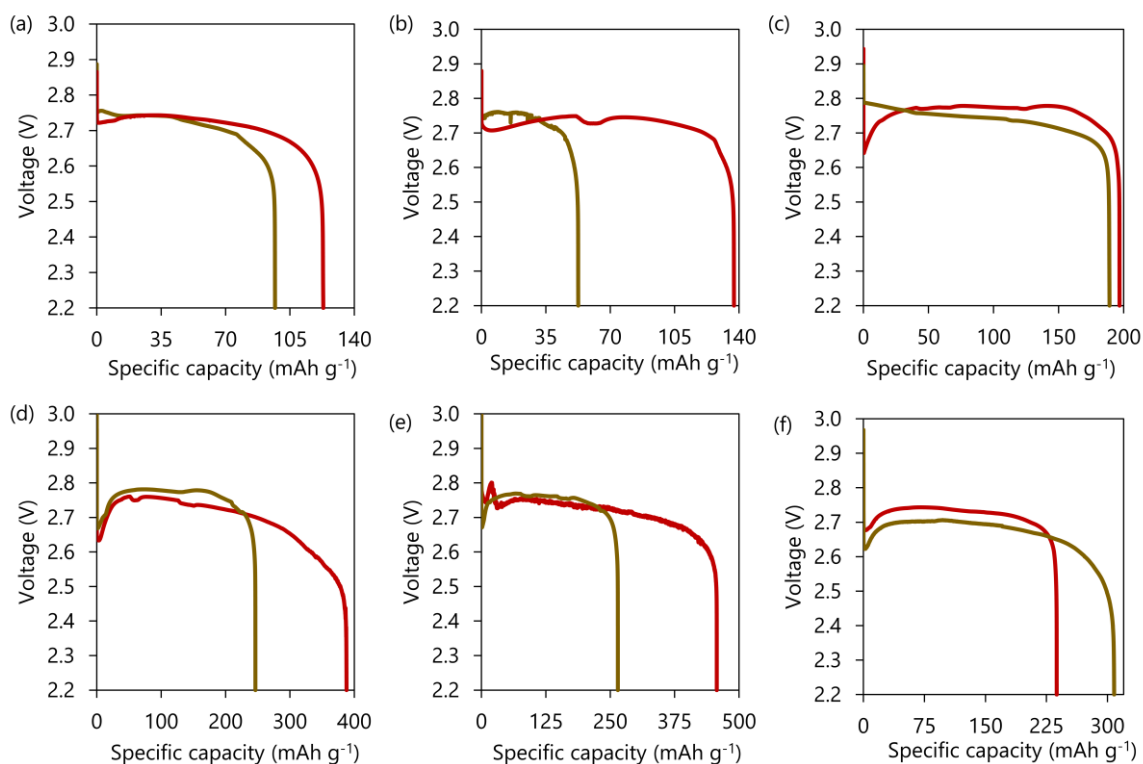 (a)
3.0
2.9
2.8
2.7
2.6
2.5
2.4
2.3
2.2
Voltage (V)
0 35 70 105 140
Specific capacity (mAh g⁻¹)
(b)
3.0
2.9
2.8
2.7
2.6
2.5
2.4
2.3
2.2
Voltage (V)
0 35 70 105 140
Specific capacity (mAh g⁻¹)
(c)
3.0
2.9
2.8
2.7
2.6
2.5
2.4
2.3
2.2
Voltage (V)
0 50 100 150 200
Specific capacity (mAh g⁻¹)
(d)
3.0
2.9
2.8
2.7
2.6
2.5
2.4
2.3
2.2
Voltage (V)
0 100 200 300 400
Specific capacity (mAh g⁻¹)
(e)
3.0
2.9
2.8
2.7
2.6
2.5
2.4
2.3
2.2
Voltage (V)
0 125 250 375 500
Specific capacity (mAh g⁻¹)
(f)
3.0
2.9
2.8
2.7
2.6
2.5
2.4
2.3
2.2
Voltage (V)
0 75 150 225 300
Specific capacity (mAh g⁻¹)